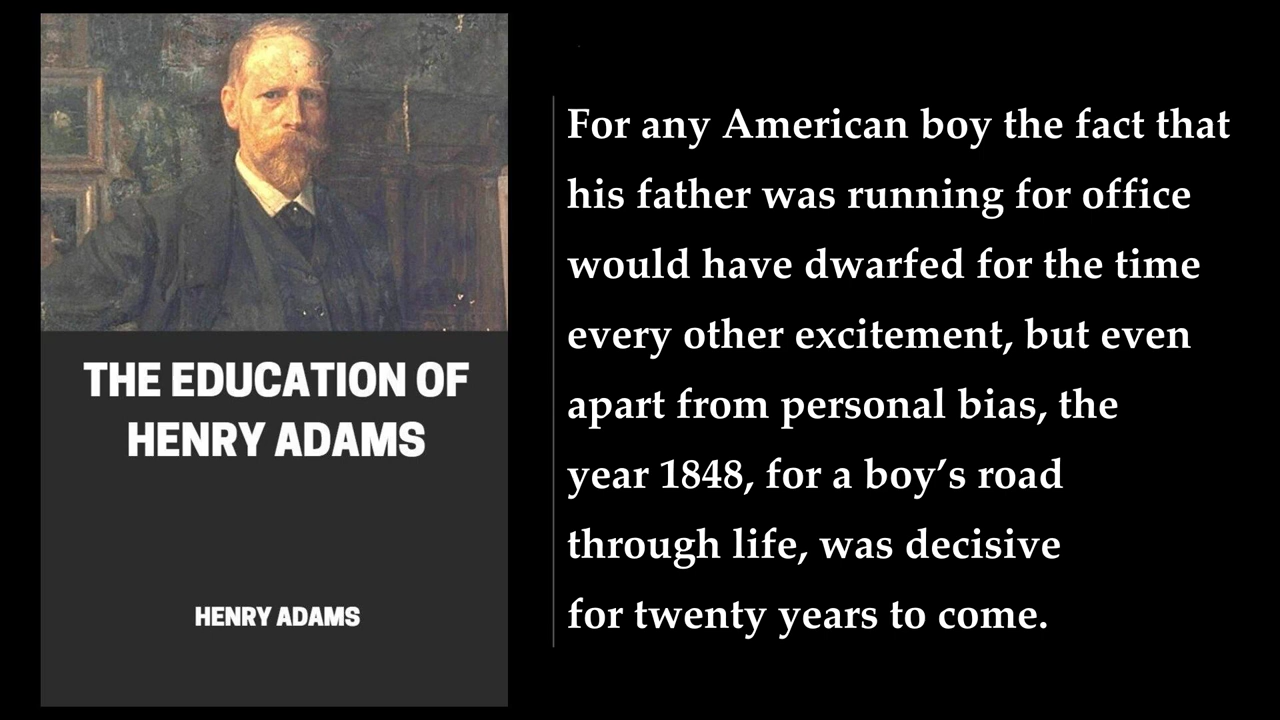 THE EDUCATION OF
HENRY ADAMS
HENRY ADAMS
For any American boy the fact that
his father was running for office
would have dwarfed for the time
every other excitement, but even
apart from personal bias, the
year 1848, for a boy’s road
through life, was decisive
for twenty years to come.